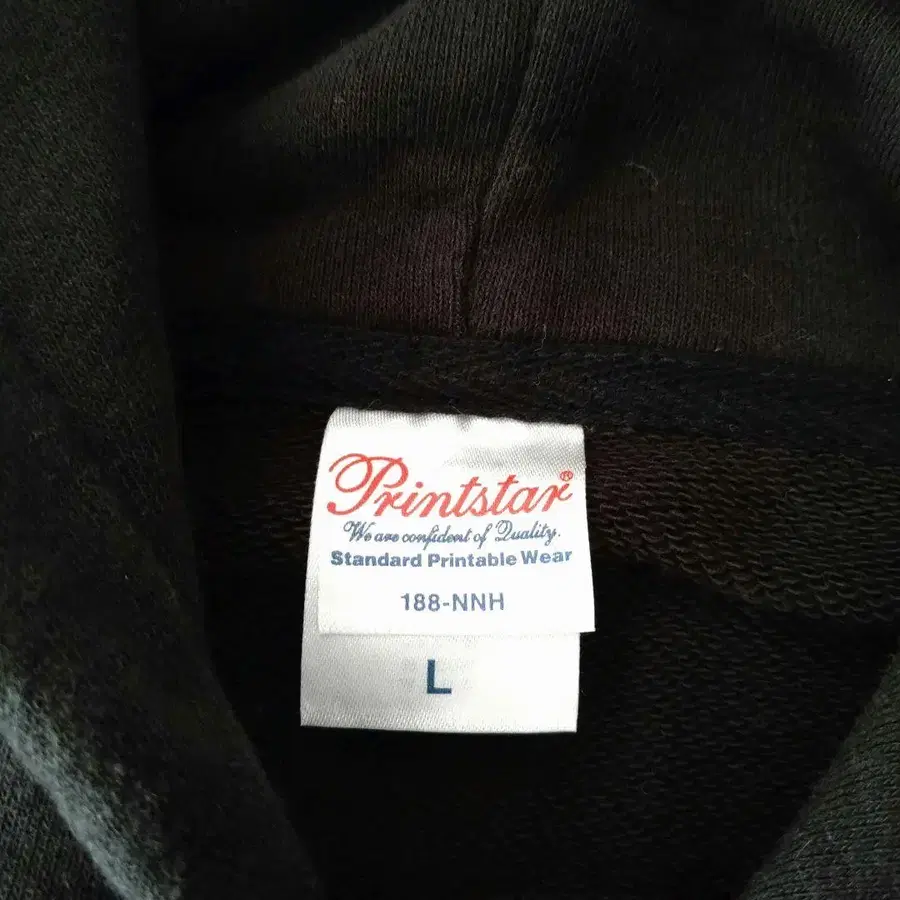 Printstar®
We are confident of Quality.
Standard Printable Wear
188-NNH
L